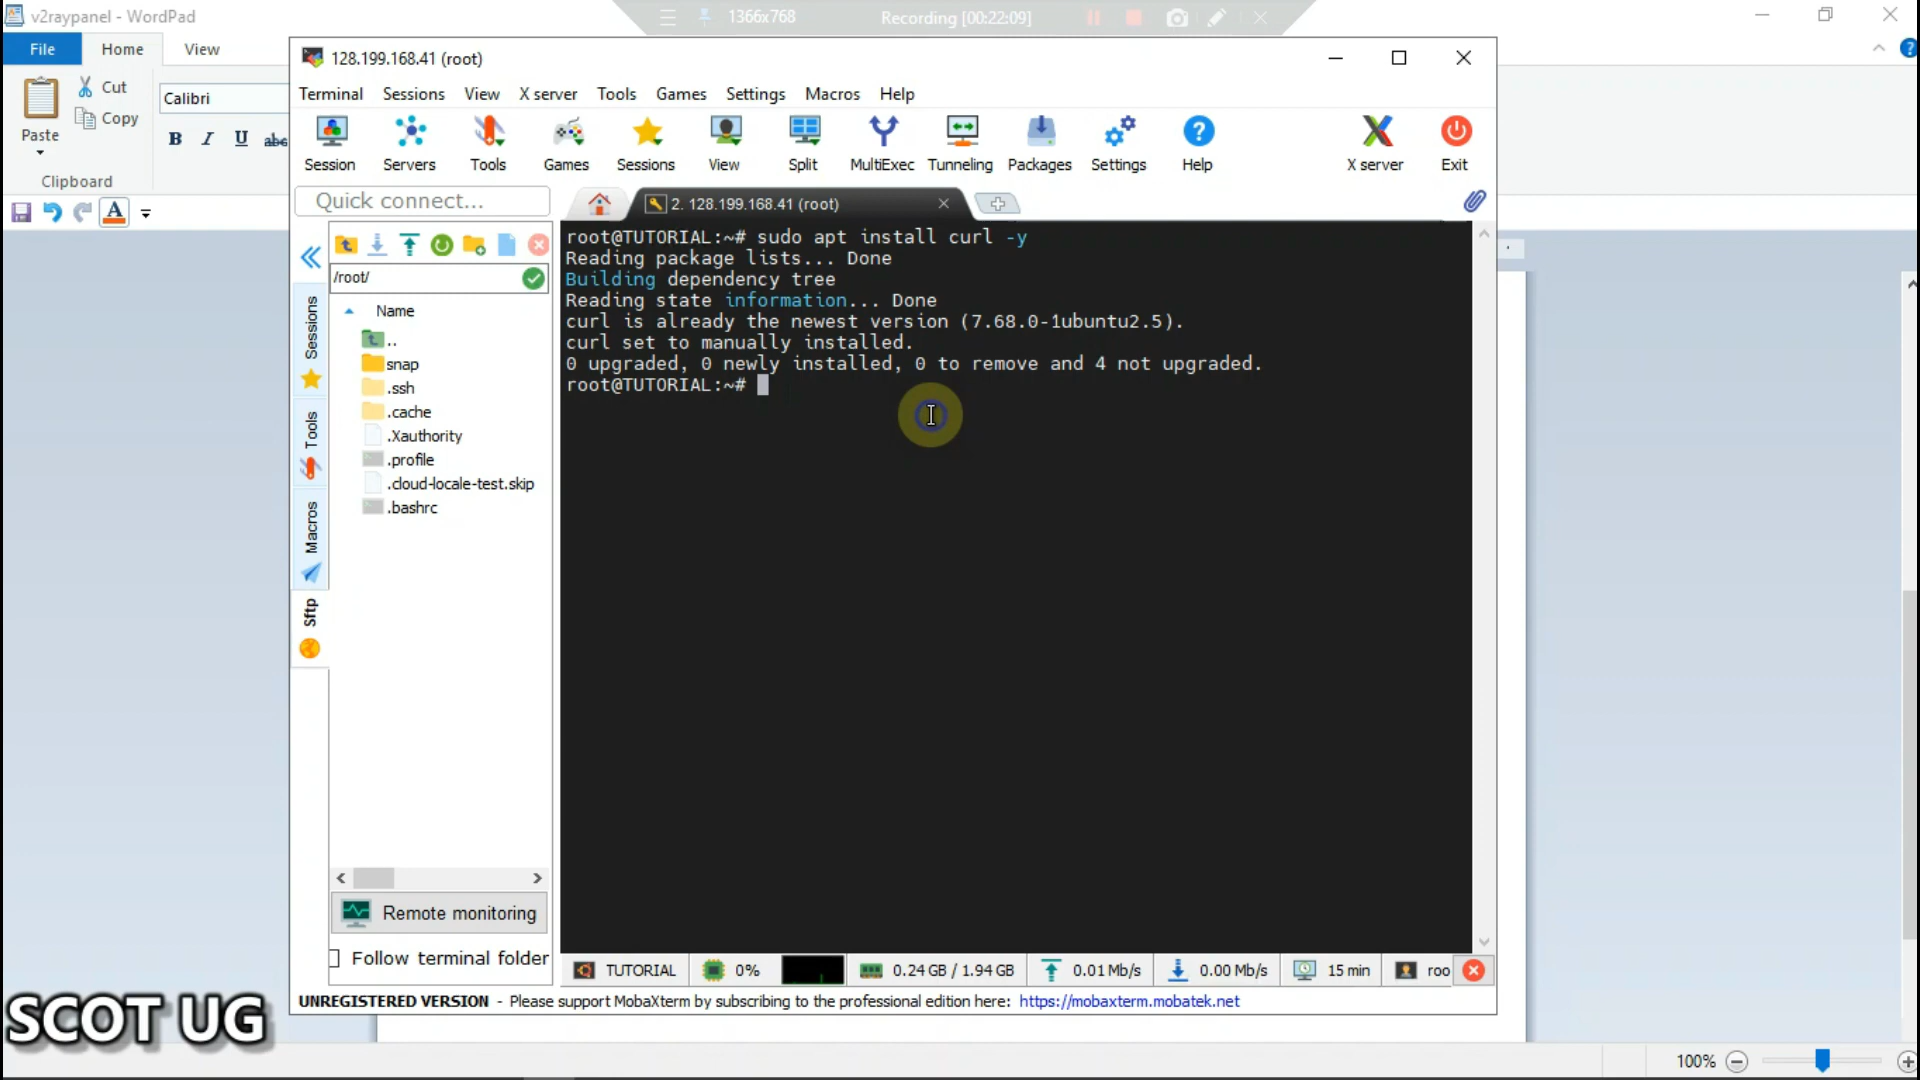 v2raypanel - WordPad
1366x768
Recording [00:22:09]
File
Home
View
Paste
Cut
Copy
Clipboard
Calibri
B I U abc
128.199.168.41 (root)
Terminal Sessions View X server Tools Games Settings Macros Help
Session Servers Tools Games Sessions View Split MultiExec Tunneling Packages Settings Help X server Exit
Quick connect...
2. 128.199.168.41 (root)
/root/
Name
..
snap
.ssh
.cache
.Xauthority
.profile
.cloud-locale-test.skip
.bashrc
Sessions
Tools
Macros
Sftp
Remote monitoring
Follow terminal folder
root@TUTORIAL:~# sudo apt install curl -y
Reading package lists... Done
Building dependency tree
Reading state information... Done
curl is already the newest version (7.68.0-1ubuntu2.5).
curl set to manually installed.
0 upgraded, 0 newly installed, 0 to remove and 4 not upgraded.
root@TUTORIAL:~#
TUTORIAL 0% 0.24 GB / 1.94 GB 0.01 Mb/s 0.00 Mb/s 15 min roo
UNREGISTERED VERSION - Please support MobaXterm by subscribing to the professional edition here: https://mobaxterm.mobatek.net
SCOT UG
100%